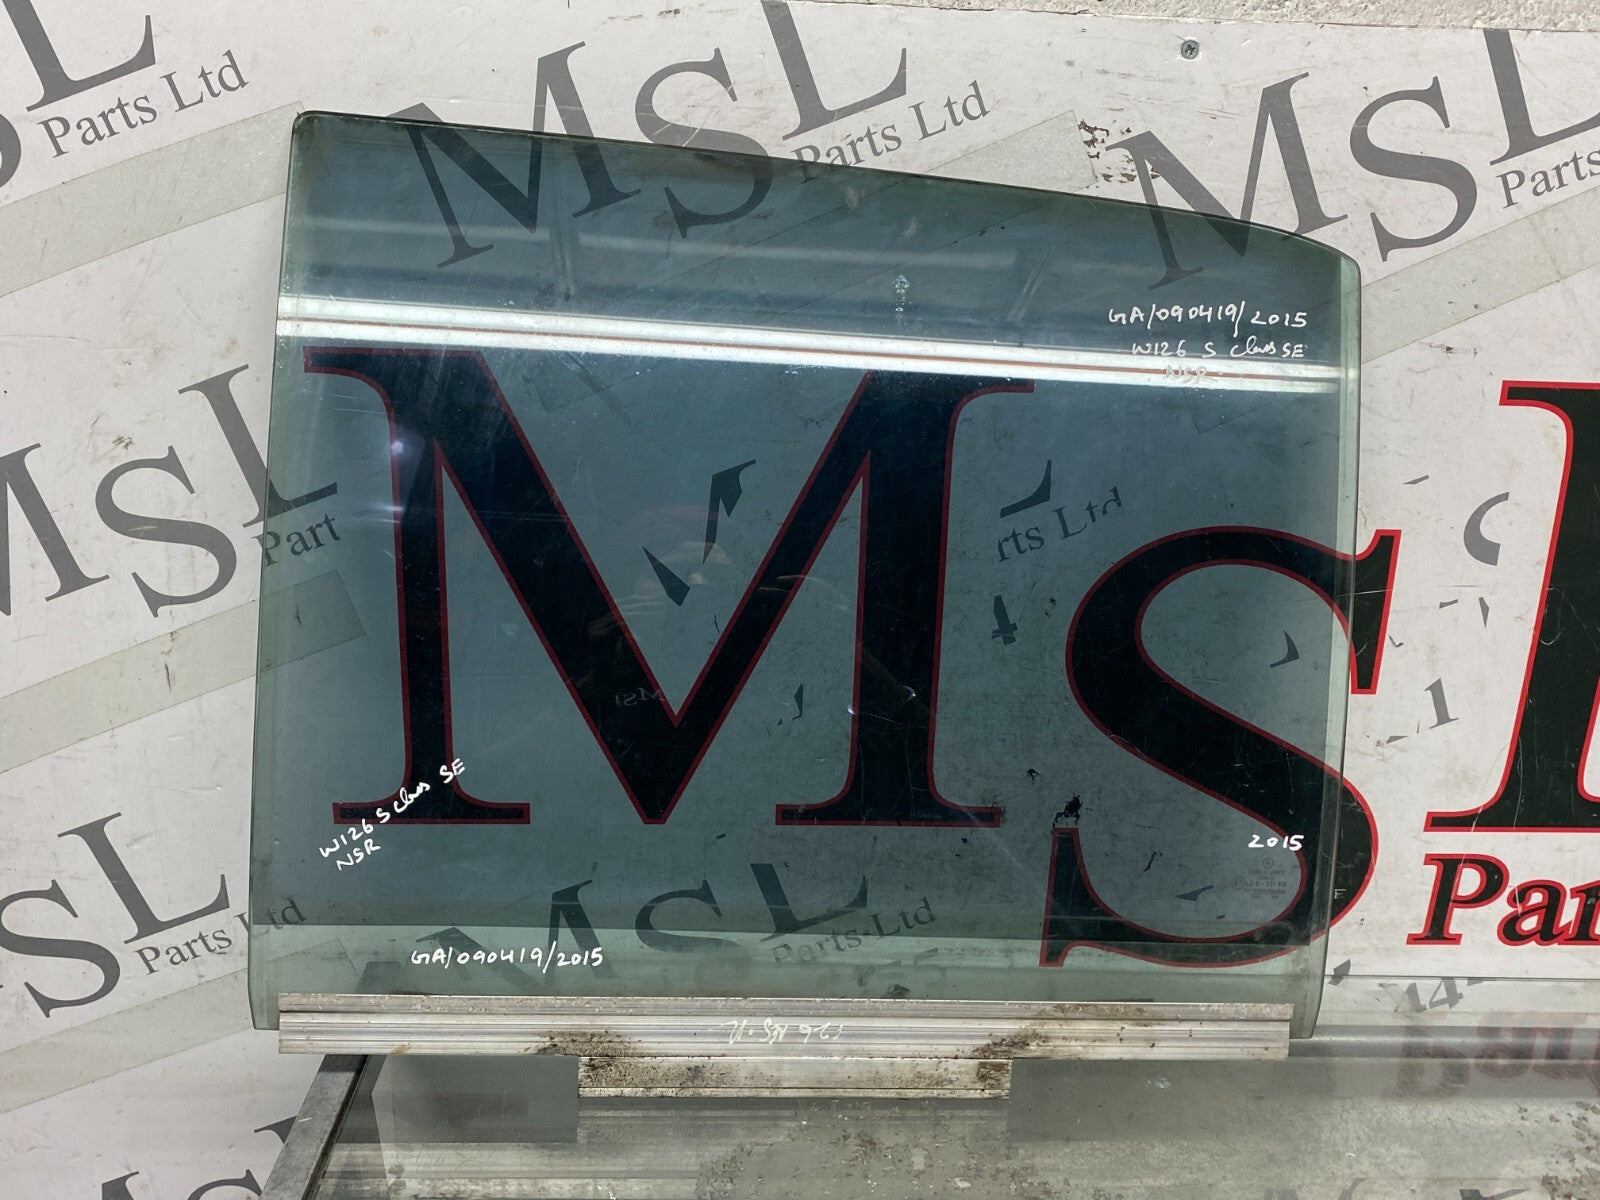 MSL
Parts Ltd
MSL
Parts Ltd
MSL
Parts
GA/090419/2015
W126 S Class SE
NSR
MSL
Part
rts Ltd
MS
Par
W126 S Class SE
NSR
2015
MSL
Parts Ltd
MSL
Parts Ltd
GA/090419/2015